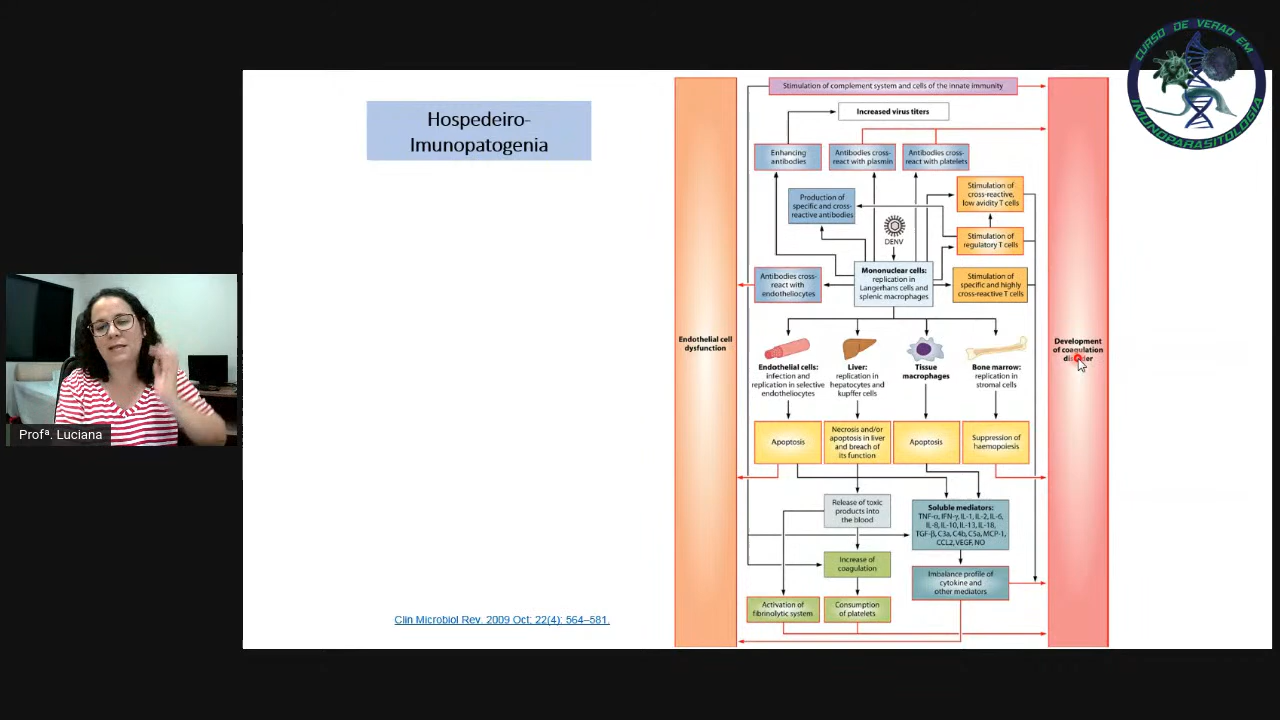 CURSO DE VERÃO EM
IMUNOPARASITOLOGIA
Hospedeiro-
Imunopatogenia
Stimulation of complement system and cells of the innate immunity
Increased virus titers
Enhancing
antibodies
Antibodies cross-
react with plasmin
Antibodies cross-
react with platelets
Stimulation of
cross-reactive,
low avidity T cells
Production of
specific and cross-
reactive antibodies
DENV
Stimulation of
regulatory T cells
Antibodies cross-
react with
endotheliocytes
Mononuclear cells:
replication in
Langerhans cells and
splenic macrophages
Stimulation of
specific and highly
cross-reactive T cells
Endothelial cell
dysfunction
Development
of coagulation
disorder
Endothelial cells:
infection and
replication in selective
endotheliocytes
Liver:
replication in
hepatocytes and
kupffer cells
Tissue
macrophages
Bone marrow:
replication in
stromal cells
Apoptosis
Necrosis and/or
apoptosis in liver
and breach of
its function
Apoptosis
Suppression of
haemopoiesis
Release of toxic
products into
the blood
Soluble mediators:
TNF-α, IFN-γ, IL-1, IL-2, IL-6,
IL-8, IL-10, IL-13, IL-18,
TGF-β, C3a, C4b, C5a, MCP-1,
CCL2, VEGF, NO
Increase of
coagulation
Imbalance profile of
cytokine and
other mediators
Activation of
fibrinolytic system
Consumption
of platelets
Clin Microbiol Rev. 2009 Oct; 22(4): 564–581.
Profª. Luciana